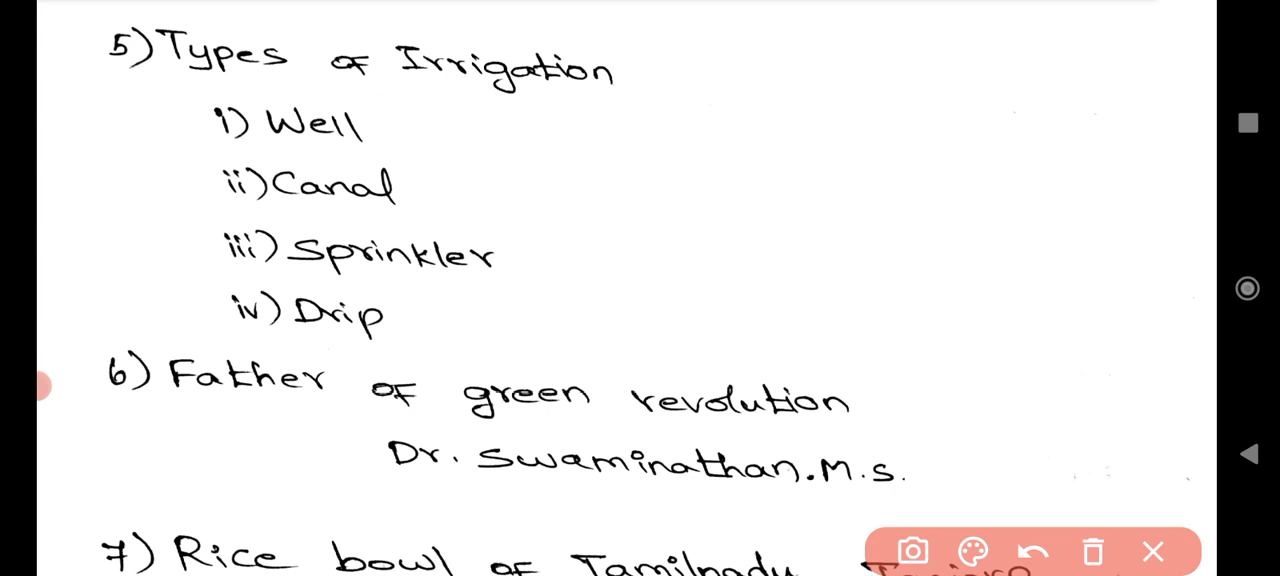 5) Types of Irrigation
i) Well
ii) Canal
iii) Sprinkler
iv) Drip
6) Father of green revolution
Dr. Swaminathan. M.S.
7) Rice bowl of Tamilnadu